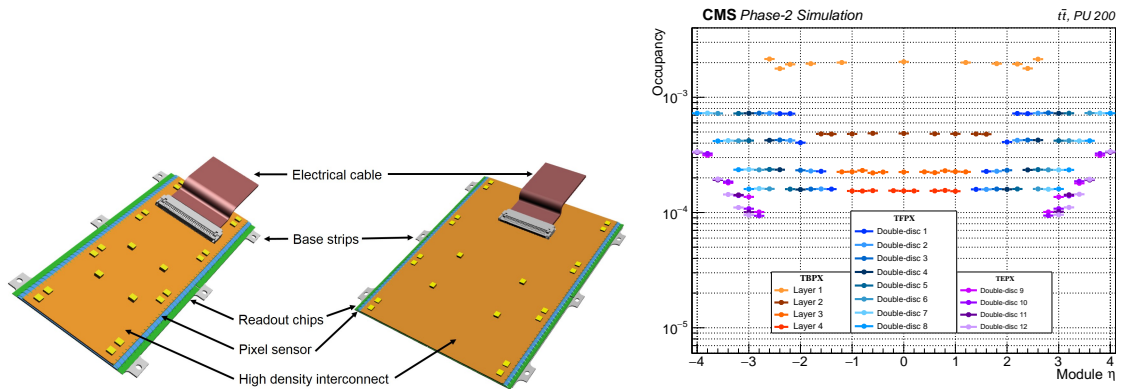 Electrical cable
Base strips
Readout chips
Pixel sensor
High density interconnect
CMS Phase-2 Simulation
tt̄, PU 200
Occupancy
10⁻³
10⁻⁴
10⁻⁵
TBPX
Layer 1
Layer 2
Layer 3
Layer 4
TFPX
Double-disc 1
Double-disc 2
Double-disc 3
Double-disc 4
Double-disc 5
Double-disc 6
Double-disc 7
Double-disc 8
TEPX
Double-disc 9
Double-disc 10
Double-disc 11
Double-disc 12
−4 −3 −2 −1 0 1 2 3 4
Module η